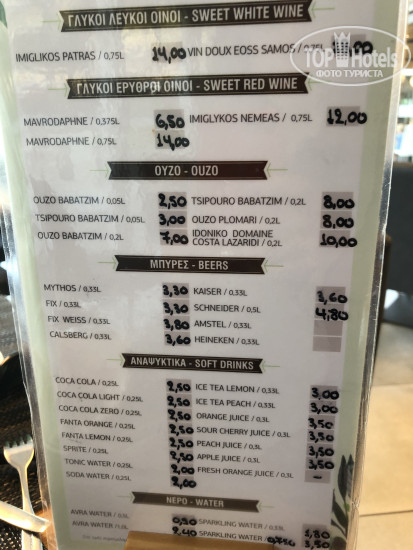 ΓΛΥΚΟΙ ΛΕΥΚΟΙ ΟΙΝΟΙ - SWEET WHITE WINE
IMIGLIKOS PATRAS / 0,75L 14,00 VIN DOUX EOSS SAMOS / 0,75L
TopHotels
ФОТО ТУРИСТА
ΓΛΥΚΟΙ ΕΡΥΘΡΟΙ ΟΙΝΟΙ - SWEET RED WINE
MAVRODAPHNE / 0,375L 6,50 IMIGLYKOS NEMEAS / 0,75L 12,00
MAVRODAPHNE / 0,75L 14,00
ΟΥΖΟ - OUZO
OUZO BABATZIM / 0,05L 2,50 TSIPOURO BABATZIM / 0,2L 8,00
TSIPOURO BABATZIM / 0,05L 3,00 OUZO PLOMARI / 0,2L 8,00
OUZO BABATZIM / 0,2L 7,00 IDONIKO DOMAINE
COSTA LAZARIDI / 0,2L 10,00
ΜΠΥΡΕΣ - BEERS
MYTHOS / 0,33L 3,30 KAISER / 0,33L 3,60
FIX / 0,33L 3,30 SCHNEIDER / 0,5L 4,80
FIX WEISS / 0,33L 3,80 AMSTEL / 0,33L
CALSBERG / 0,33L 3,60 HEINEKEN / 0,33L
ΑΝΑΨΥΚΤΙΚΑ - SOFT DRINKS
COCA COLA / 0,25L 2,50 ICE TEA LEMON / 0,33L 3,00
COCA COLA LIGHT / 0,25L 2,50 ICE TEA PEACH / 0,33L 3,00
COCA COLA ZERO / 0,25L 2,50 ORANGE JUICE / 0,3L 3,50
FANTA ORANGE / 0,25L 2,50 SOUR CHERRY JUICE / 0,3L 3,50
FANTA LEMON / 0,25L 2,50 PEACH JUICE / 0,3L 3,50
SPRITE / 0,25L 2,50 APPLE JUICE / 0,3L 3,50
TONIC WATER / 0,25L 2,50 FRESH ORANGE JUICE / 0,3L
SODA WATER / 0,25L 2,00
ΝΕΡΟ - WATER
AVRA WATER / 0,5L SPARKLING WATER / 0,33L 1,80
AVRA WATER SPARKLING WATER 3,50